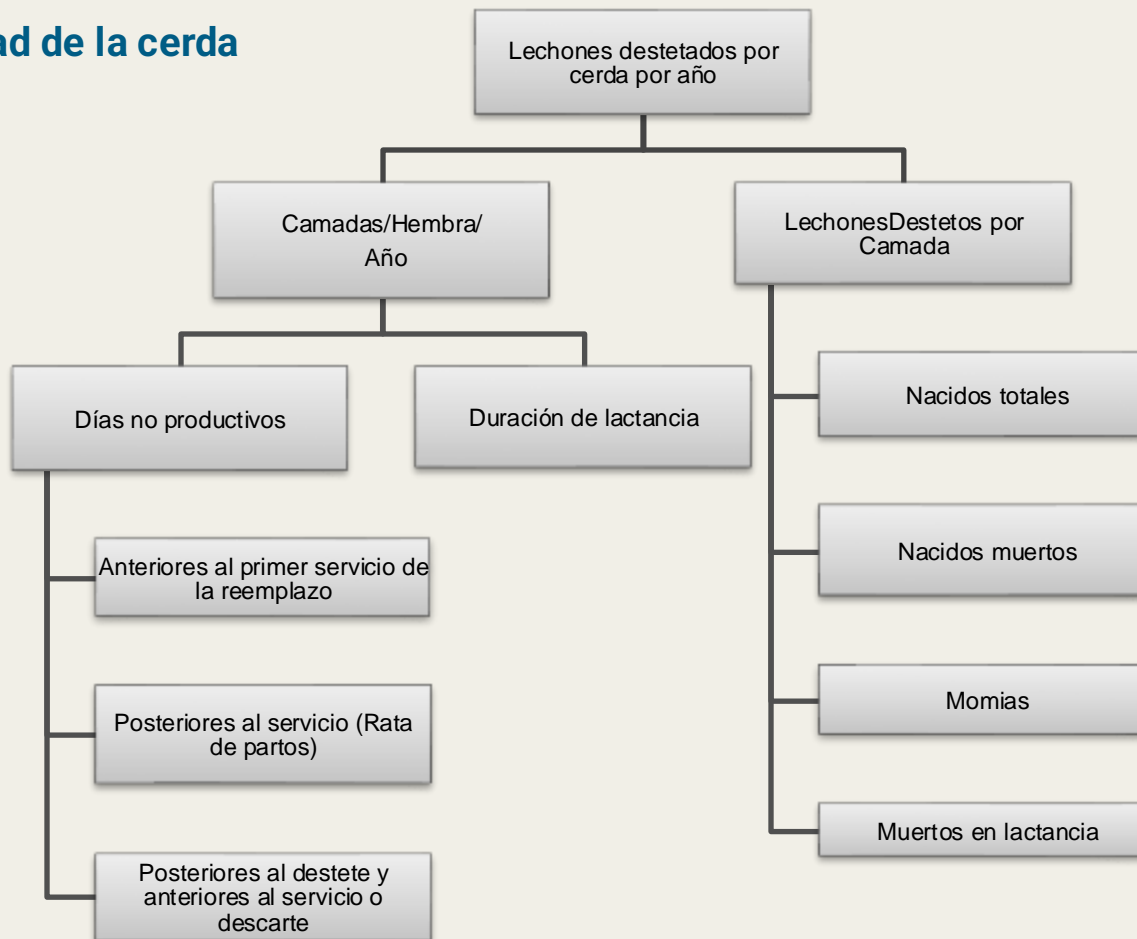 ad de la cerda
Lechones destetados por
cerda por año
Camadas/Hembra/
Año
LechonesDestetos por
Camada
Días no productivos
Duración de lactancia
Nacidos totales
Nacidos muertos
Anteriores al primer servicio de
la reemplazo
Momias
Posteriores al servicio (Rata
de partos)
Muertos en lactancia
Posteriores al destete y
anteriores al servicio o
descarte